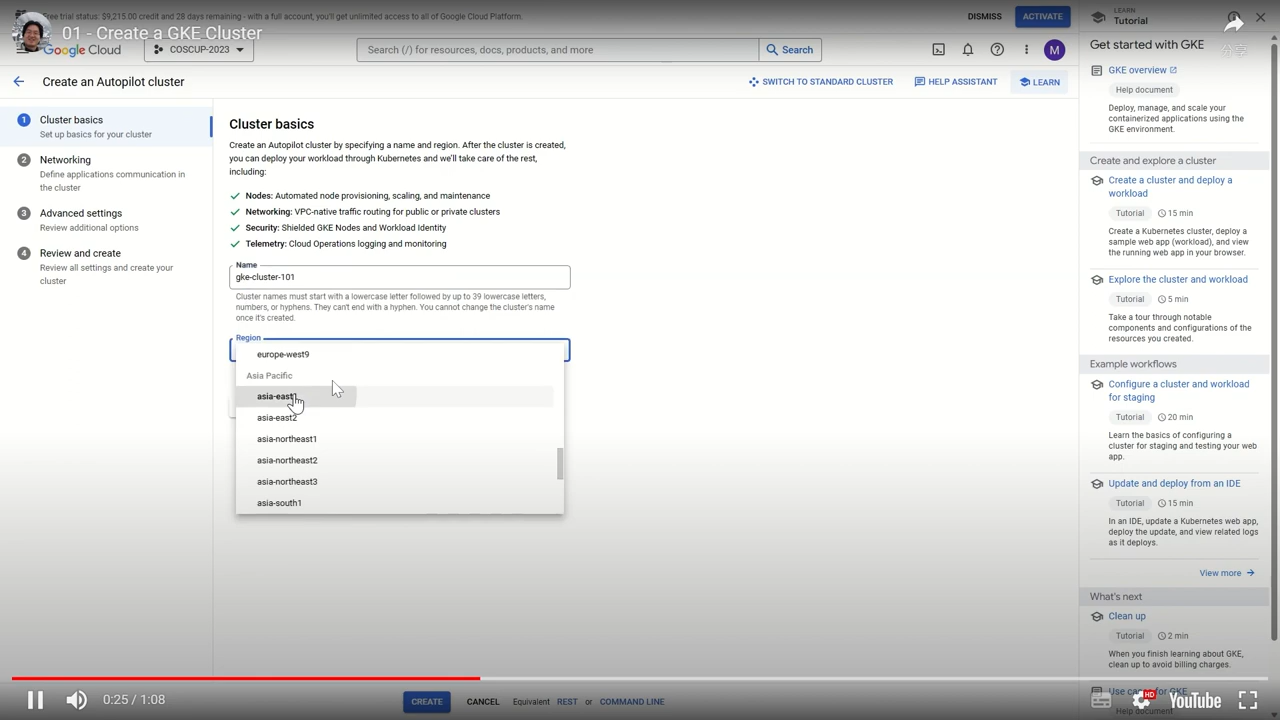 Free trial status: $9,215.00 credit and 28 days remaining - with a full account, you'll get unlimited access to all of Google Cloud Platform.
DISMISS
ACTIVATE
01 - Create a GKE Cluster
Google Cloud
COSCUP-2023
Search (/) for resources, docs, products, and more
Search
M
分享
Create an Autopilot cluster
SWITCH TO STANDARD CLUSTER
HELP ASSISTANT
LEARN
1
Cluster basics
Set up basics for your cluster
2
Networking
Define applications communication in
the cluster
3
Advanced settings
Review additional options
4
Review and create
Review all settings and create your
cluster
Cluster basics
Create an Autopilot cluster by specifying a name and region. After the cluster is created,
you can deploy your workload through Kubernetes and we'll take care of the rest,
including:
Nodes: Automated node provisioning, scaling, and maintenance
Networking: VPC-native traffic routing for public or private clusters
Security: Shielded GKE Nodes and Workload Identity
Telemetry: Cloud Operations logging and monitoring
Name
gke-cluster-101
Cluster names must start with a lowercase letter followed by up to 39 lowercase letters,
numbers, or hyphens. They can't end with a hyphen. You cannot change the cluster's name
once it's created.
Region
europe-west9
Asia Pacific
asia-east1
asia-east2
asia-northeast1
asia-northeast2
asia-northeast3
asia-south1
CREATE
CANCEL
Equivalent
REST
or
COMMAND LINE
LEARN
Tutorial
Get started with GKE
GKE overview
Help document
Deploy, manage, and scale your
containerized applications using the
GKE environment.
Create and explore a cluster
Create a cluster and deploy a
workload
Tutorial
15 min
Create a Kubernetes cluster, deploy a
sample web app (workload), and view
the running web app in your browser.
Explore the cluster and workload
Tutorial
5 min
Take a tour through notable
components and configurations of the
resources you created.
Example workflows
Configure a cluster and workload
for staging
Tutorial
20 min
Learn the basics of configuring a
cluster for staging and testing your web
app.
Update and deploy from an IDE
Tutorial
15 min
In an IDE, update a Kubernetes web app,
deploy the update, and view related logs
as it deploys.
View more
What's next
Clean up
Tutorial
2 min
When you finish learning about GKE,
clean up to avoid billing charges.
Help document
0:25 / 1:08
HD
YouTube